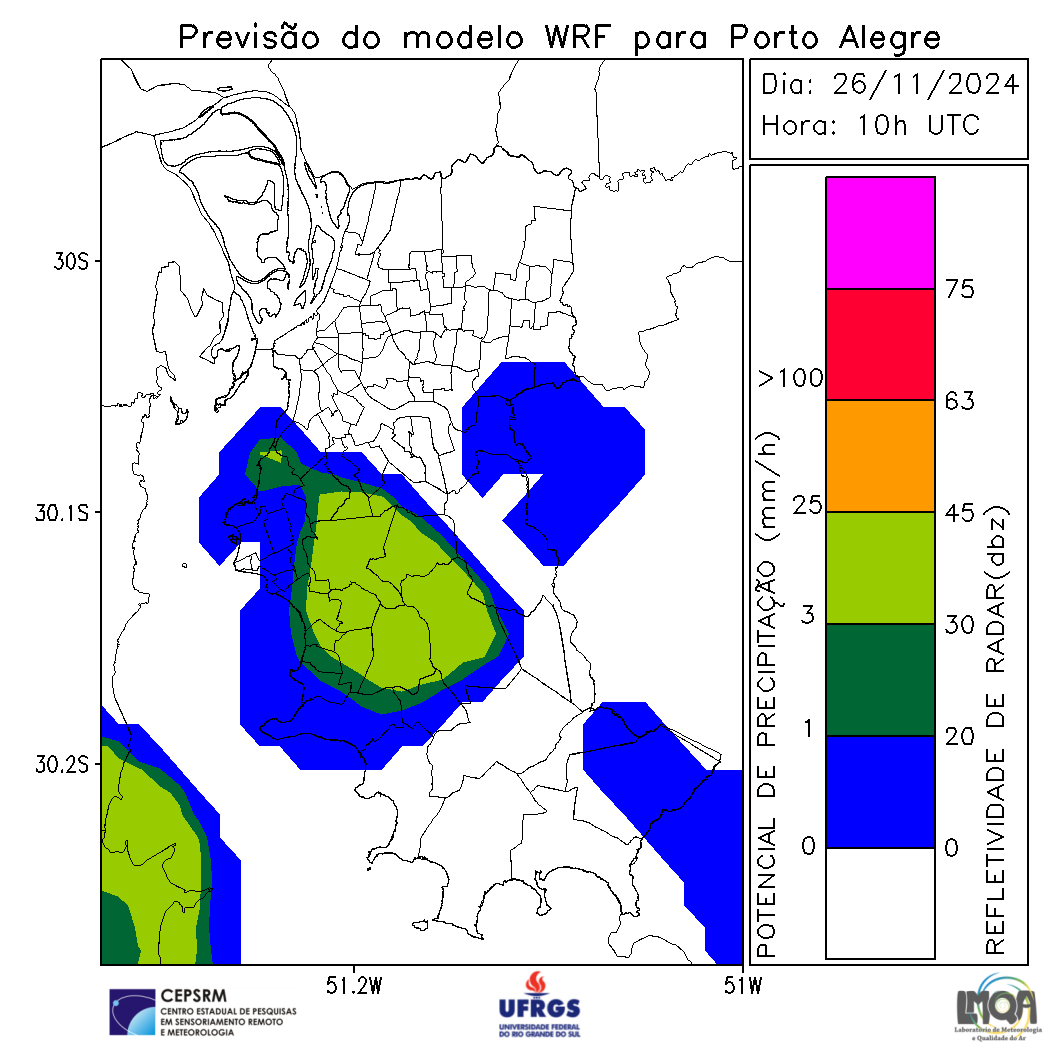 Previsão do modelo WRF para Porto Alegre
Dia: 26/11/2024
Hora: 10h UTC
30S
30.1S
30.2S
51.2W
51W
POTENCIAL DE PRECIPITAÇÃO (mm/h)
>100
25
3
1
0
75
63
45
30
20
0
REFLETIVIDADE DE RADAR(dbz)
CEPSRM
CENTRO ESTADUAL DE PESQUISAS
EM SENSORIAMENTO REMOTO
E METEOROLOGIA
UFRGS
UNIVERSIDADE FEDERAL
DO RIO GRANDE DO SUL
LMQA
Laboratório de Meteorologia
e Qualidade do Ar